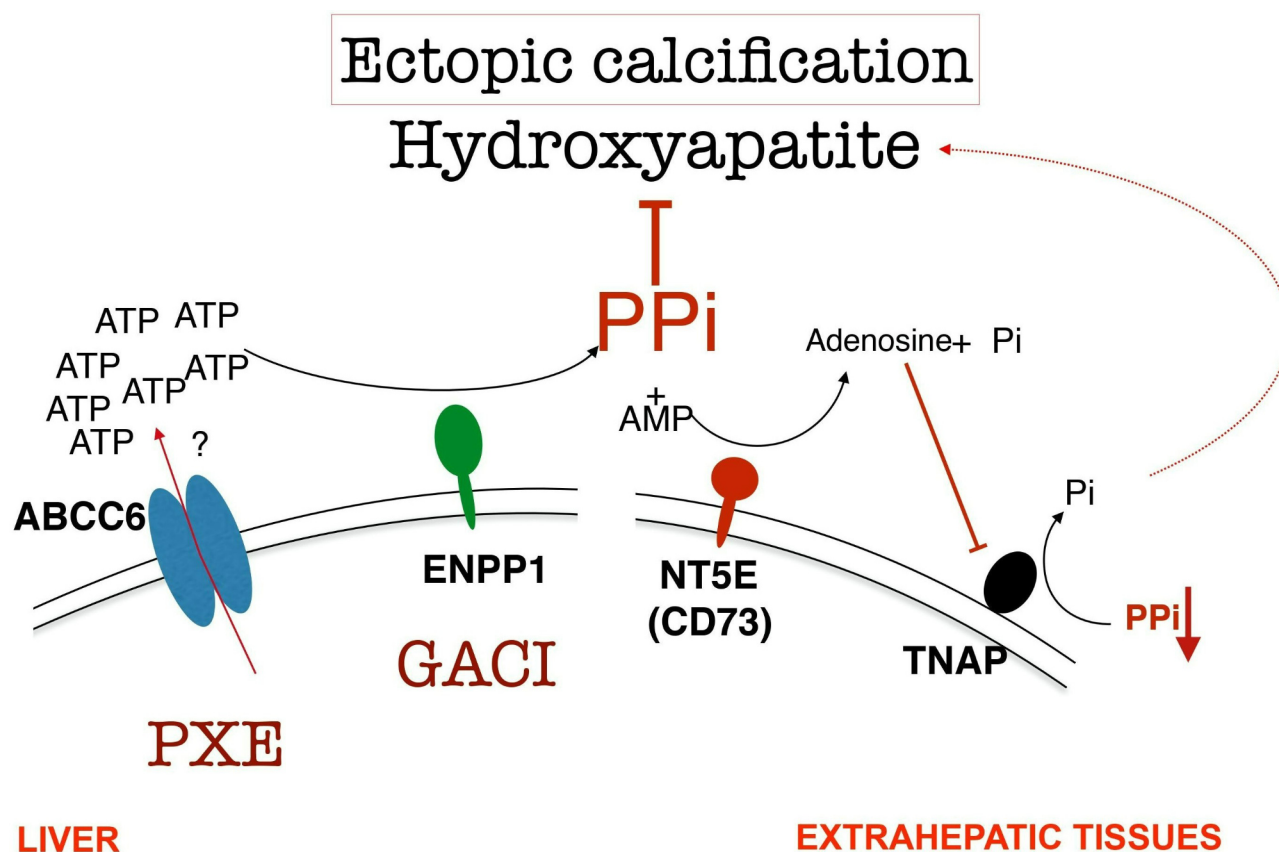 Ectopic calcification
Hydroxyapatite
PPi
ATP ATP
ATP ATP
ATP
ATP
ATP ?
+
AMP
Adenosine+ Pi
Pi
PPi
ABCC6
ENPP1
NT5E
(CD73)
TNAP
GACI
PXE
LIVER
EXTRAHEPATIC TISSUES